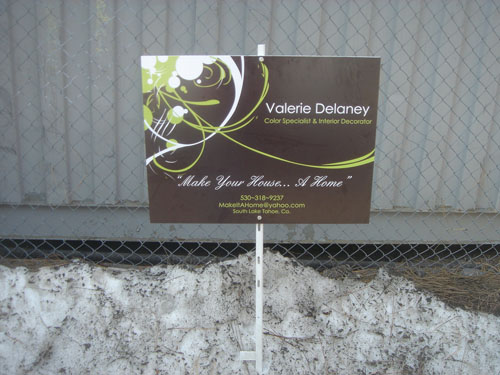 Valerie Delaney
Color Specialist & Interior Decorator
"Make Your House... A Home"
530~318~9237
MakeItAHome@yahoo.com
South Lake Tahoe, Ca.